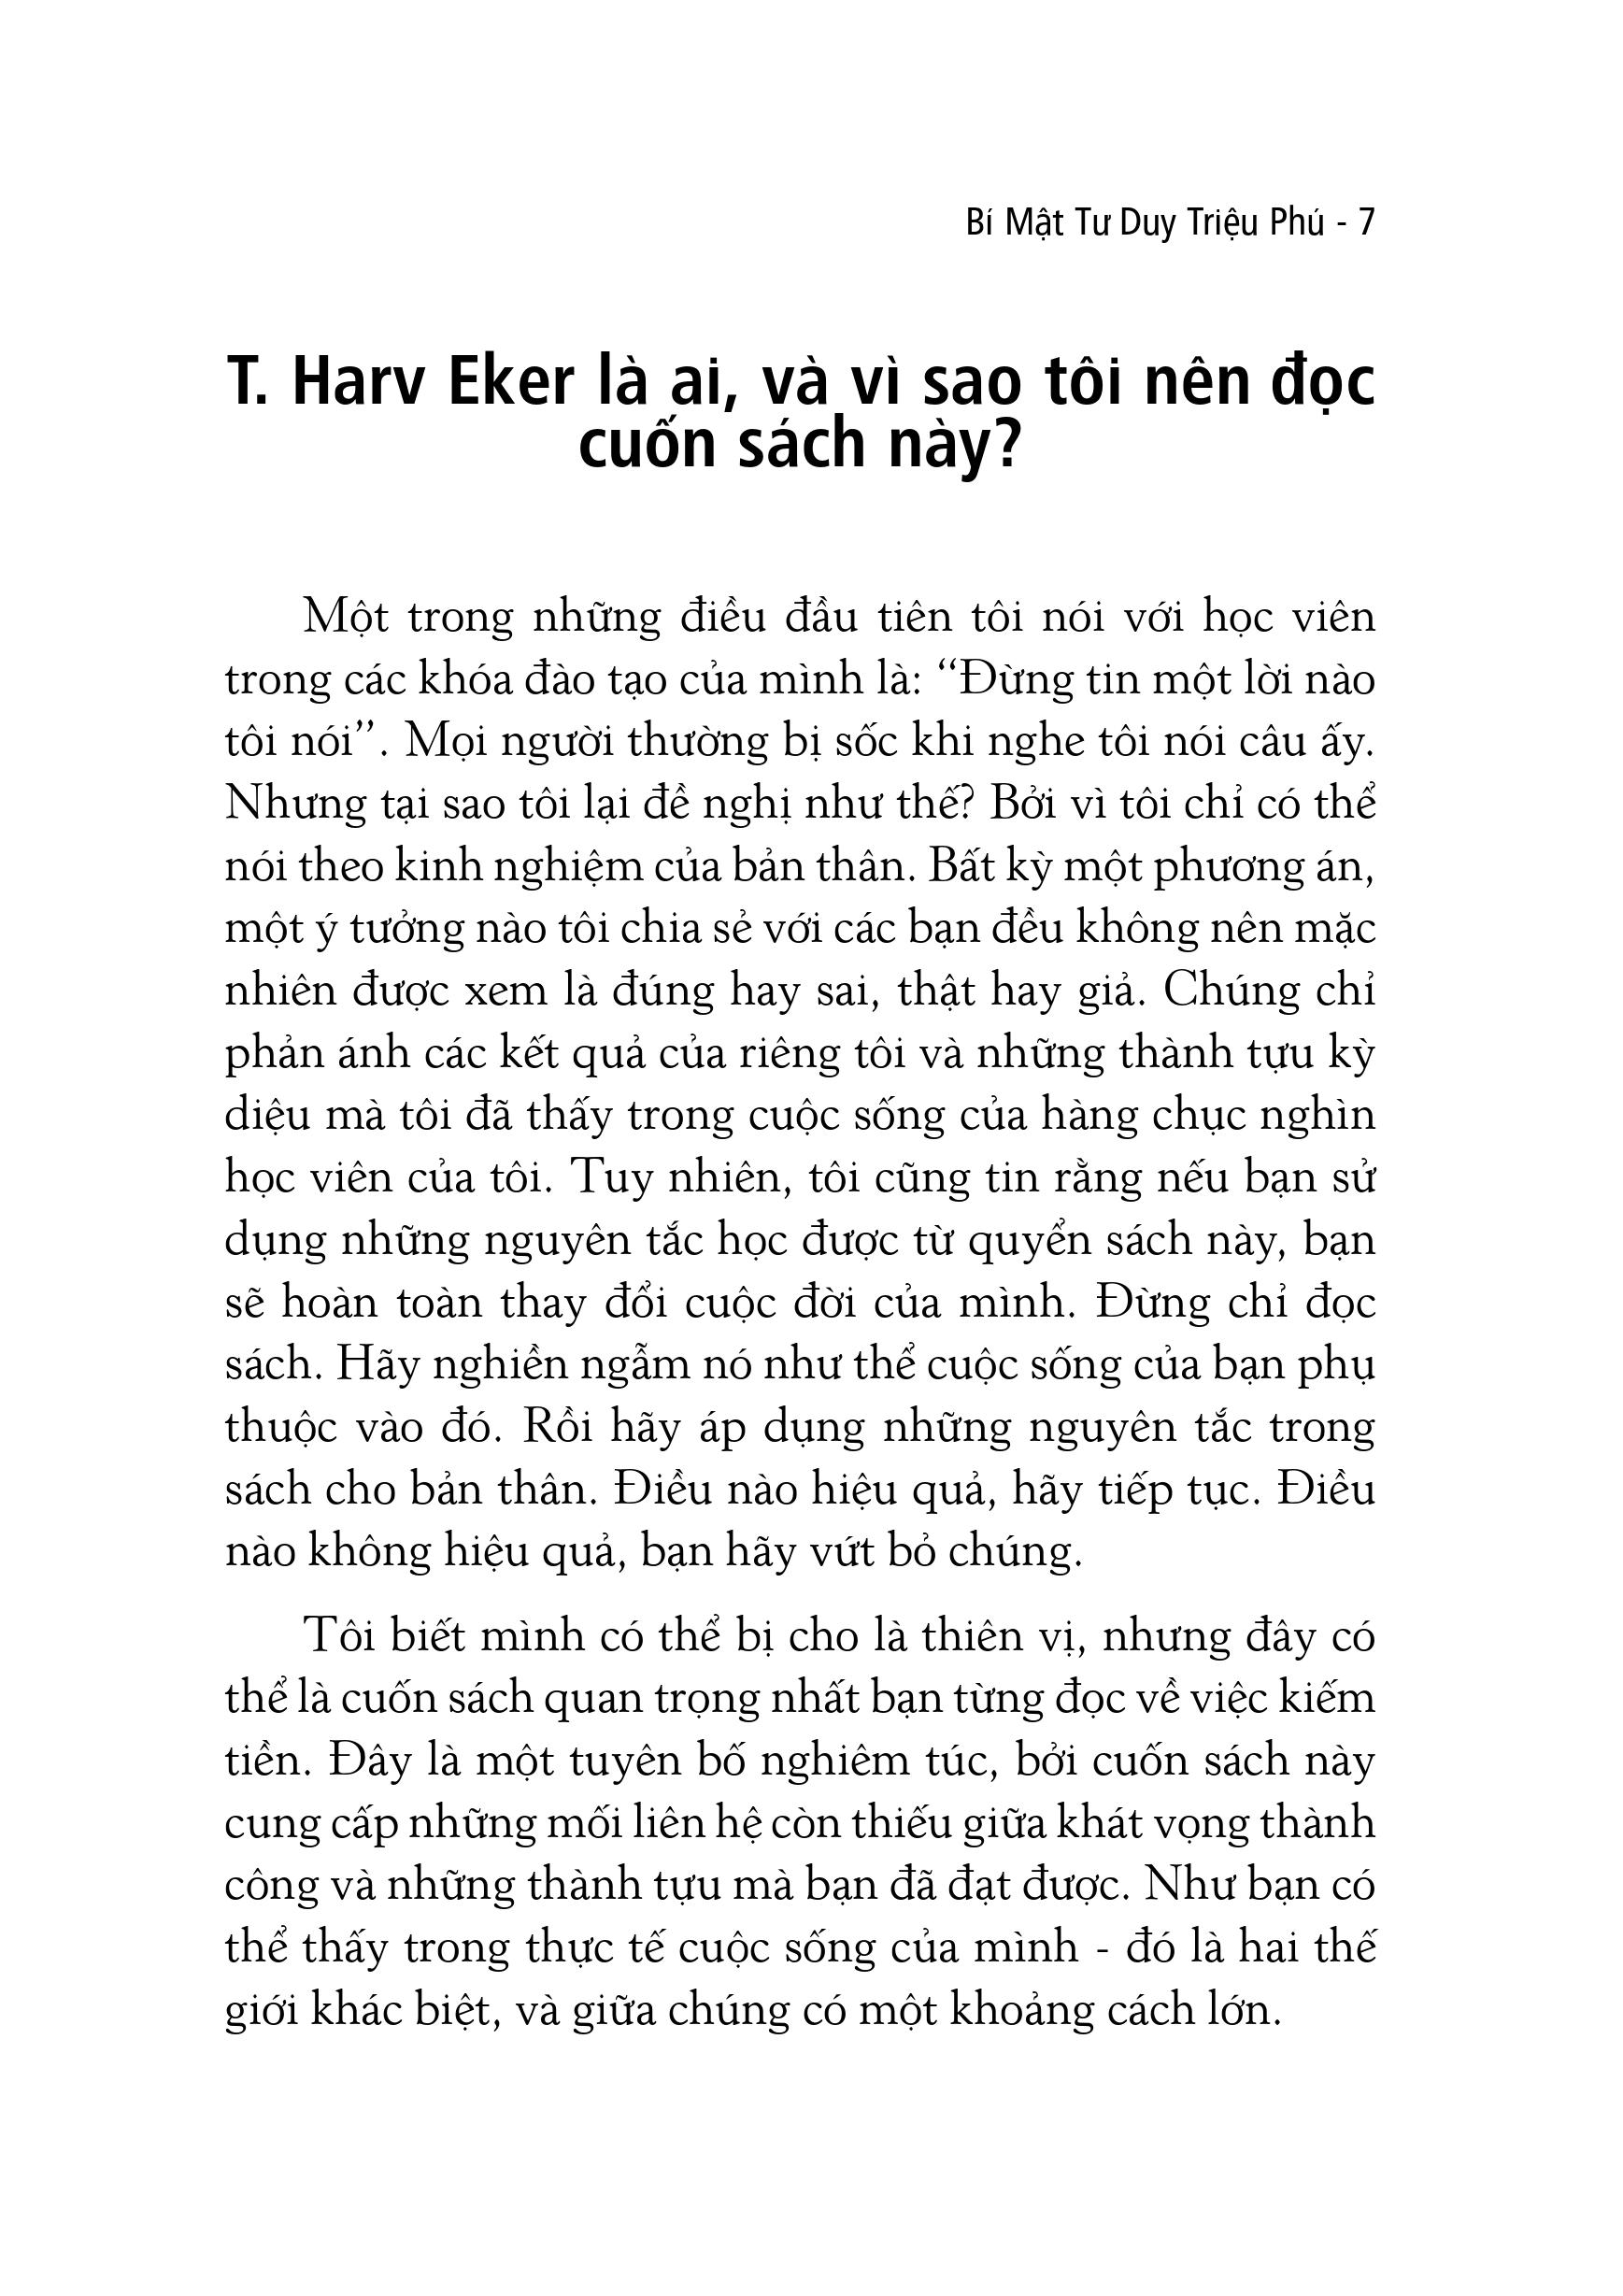 Bí Mật Tư Duy Triệu Phú - 7
T. Harv Eker là ai, và vì sao tôi nên đọc
cuốn sách này?
Một trong những điều đầu tiên tôi nói với học viên
trong các khóa đào tạo của mình là: “Đừng tin một lời nào
tôi nói”. Mọi người thường bị sốc khi nghe tôi nói câu ấy.
Nhưng tại sao tôi lại đề nghị như thế? Bởi vì tôi chỉ có thể
nói theo kinh nghiệm của bản thân. Bất kỳ một phương án,
một ý tưởng nào tôi chia sẻ với các bạn đều không nên mặc
nhiên được xem là đúng hay sai, thật hay giả. Chúng chỉ
phản ánh các kết quả của riêng tôi và những thành tựu kỳ
diệu mà tôi đã thấy trong cuộc sống của hàng chục nghìn
học viên của tôi. Tuy nhiên, tôi cũng tin rằng nếu bạn sử
dụng những nguyên tắc học được từ quyển sách này, bạn
sẽ hoàn toàn thay đổi cuộc đời của mình. Đừng chỉ đọc
sách. Hãy nghiền ngẫm nó như thể cuộc sống của bạn phụ
thuộc vào đó. Rồi hãy áp dụng những nguyên tắc trong
sách cho bản thân. Điều nào hiệu quả, hãy tiếp tục. Điều
nào không hiệu quả, bạn hãy vứt bỏ chúng.
Tôi biết mình có thể bị cho là thiên vị, nhưng đây có
thể là cuốn sách quan trọng nhất bạn từng đọc về việc kiếm
tiền. Đây là một tuyên bố nghiêm túc, bởi cuốn sách này
cung cấp những mối liên hệ còn thiếu giữa khát vọng thành
công và những thành tựu mà bạn đã đạt được. Như bạn có
thể thấy trong thực tế cuộc sống của mình - đó là hai thế
giới khác biệt, và giữa chúng có một khoảng cách lớn.